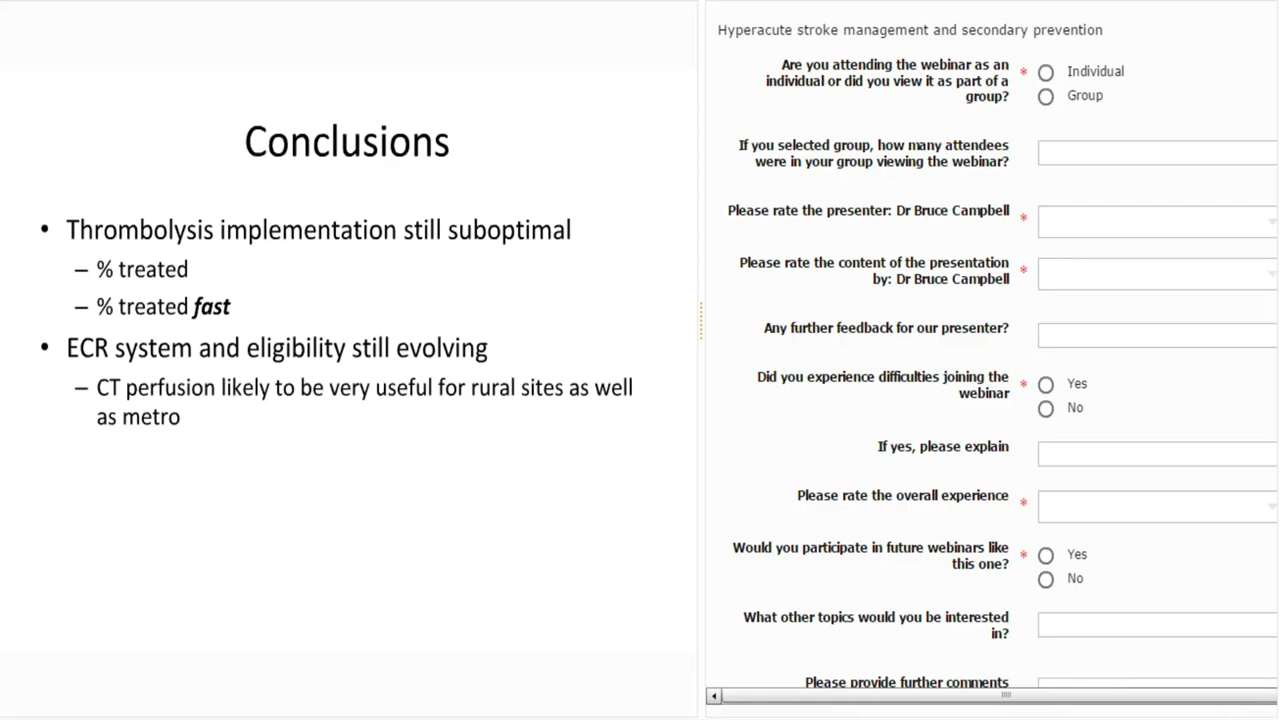 Conclusions
• Thrombolysis implementation still suboptimal
– % treated
– % treated fast
• ECR system and eligibility still evolving
– CT perfusion likely to be very useful for rural sites as well
as metro
Hyperacute stroke management and secondary prevention
Are you attending the webinar as an
individual or did you view it as part of a
group?
* Individual
Group
If you selected group, how many attendees
were in your group viewing the webinar?
Please rate the presenter: Dr Bruce Campbell *
Please rate the content of the presentation
by: Dr Bruce Campbell *
Any further feedback for our presenter?
Did you experience difficulties joining the
webinar
* Yes
No
If yes, please explain
Please rate the overall experience *
Would you participate in future webinars like
this one?
* Yes
No
What other topics would you be interested
in?
Please provide further comments